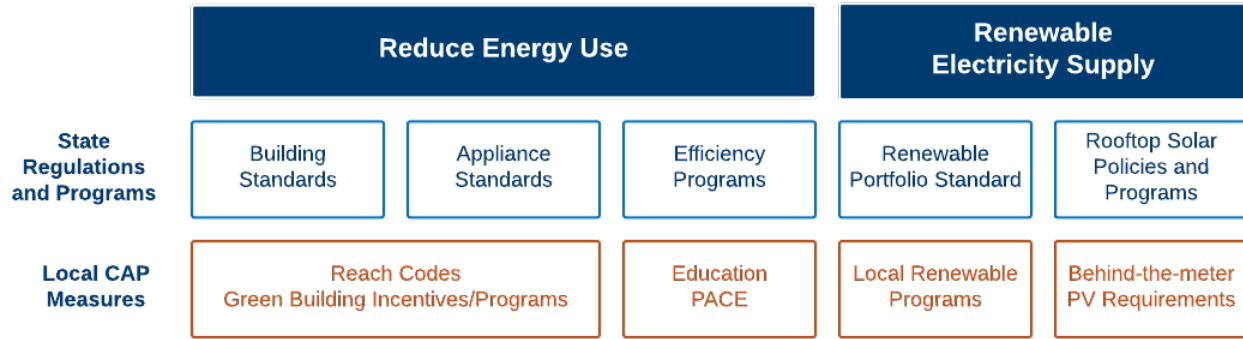 Reduce Energy Use
Renewable
Electricity Supply
State
Regulations
and Programs
Building
Standards
Appliance
Standards
Efficiency
Programs
Renewable
Portfolio Standard
Rooftop Solar
Policies and
Programs
Local CAP
Measures
Reach Codes
Green Building Incentives/Programs
Education
PACE
Local Renewable
Programs
Behind-the-meter
PV Requirements